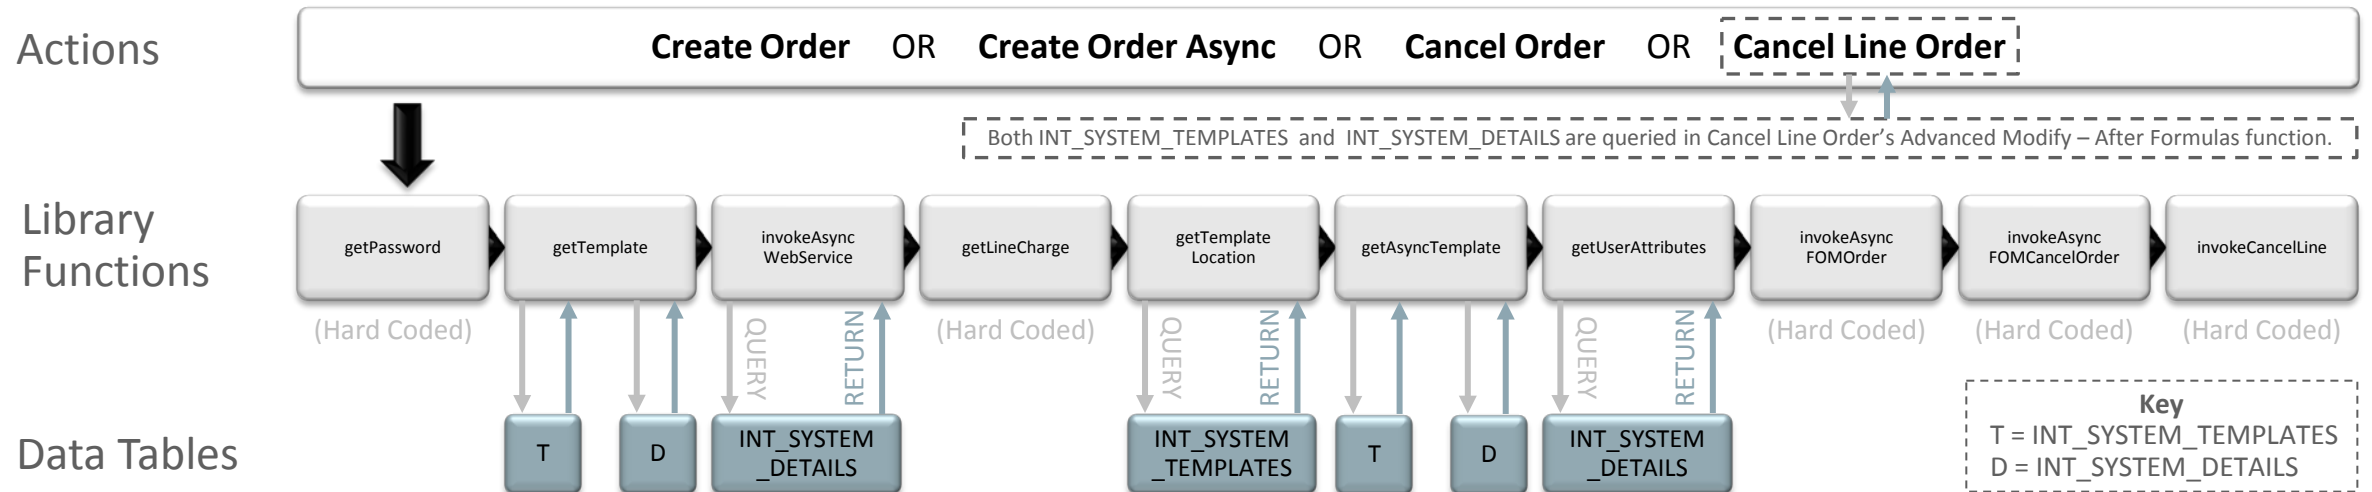 Actions
Create Order OR Create Order Async OR Cancel Order OR Cancel Line Order
Both INT_SYSTEM_TEMPLATES and INT_SYSTEM_DETAILS are queried in Cancel Line Order's Advanced Modify – After Formulas function.
Library
Functions
getPassword
getTemplate
invokeAsync
WebService
getLineCharge
getTemplate
Location
getAsyncTemplate
getUserAttributes
invokeAsync
FOMOrder
invokeAsync
FOMCancelOrder
invokeCancelLine
(Hard Coded)
QUERY
RETURN
(Hard Coded)
QUERY
RETURN
QUERY
RETURN
(Hard Coded)
(Hard Coded)
(Hard Coded)
Data Tables
T
D
INT_SYSTEM
_DETAILS
INT_SYSTEM
_TEMPLATES
T
D
INT_SYSTEM
_DETAILS
Key
T = INT_SYSTEM_TEMPLATES
D = INT_SYSTEM_DETAILS